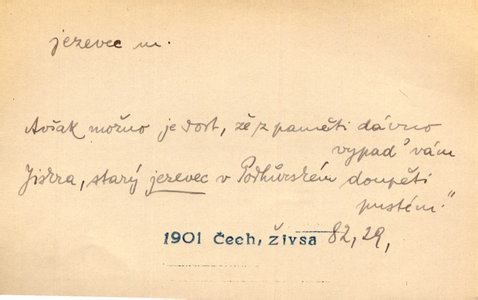 jezevec m.
Avšak možno je dost, že z paměti dávno
vypad' vám
Jiskra, starý jezevec v Podhůrském doupěti
pustém."
1901 Čech, Živsa 82, 29,